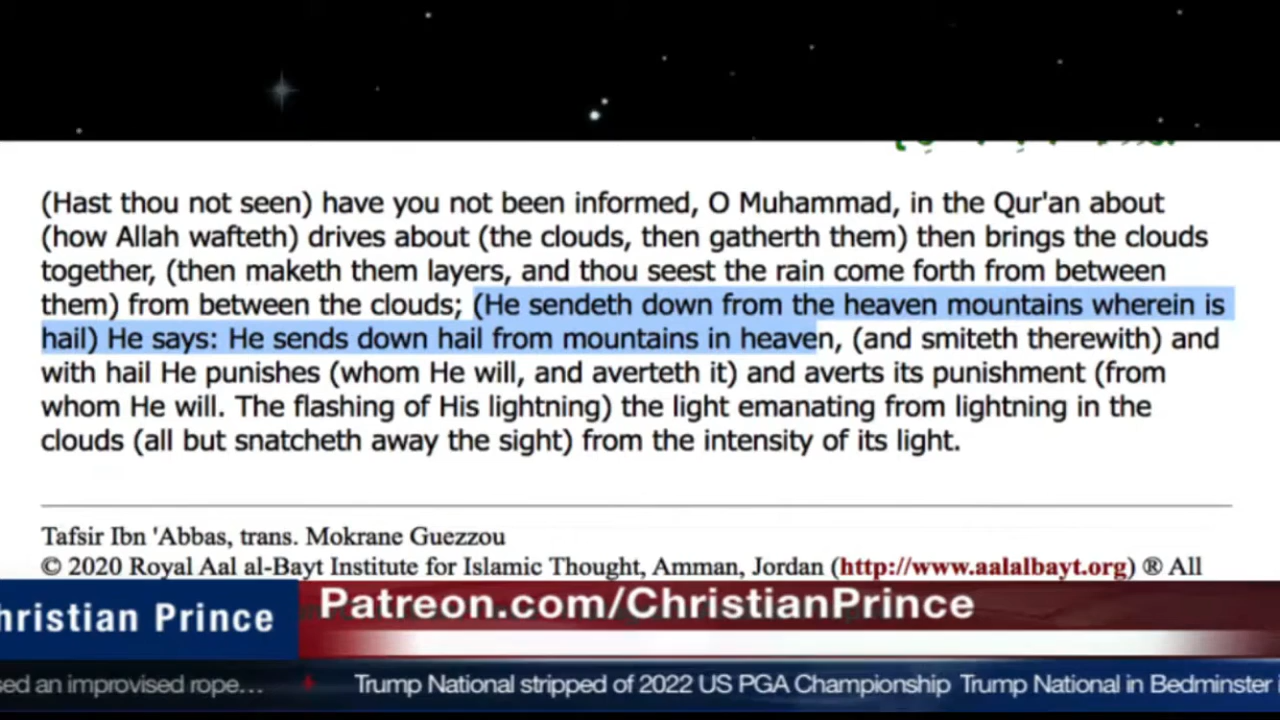 (Hast thou not seen) have you not been informed, O Muhammad, in the Qur'an about
(how Allah wafteth) drives about (the clouds, then gatherth them) then brings the clouds
together, (then maketh them layers, and thou seest the rain come forth from between
them) from between the clouds; (He sendeth down from the heaven mountains wherein is
hail) He says: He sends down hail from mountains in heaven, (and smiteth therewith) and
with hail He punishes (whom He will, and averteth it) and averts its punishment (from
whom He will. The flashing of His lightning) the light emanating from lightning in the
clouds (all but snatcheth away the sight) from the intensity of its light.
Tafsir Ibn 'Abbas, trans. Mokrane Guezzou
© 2020 Royal Aal al-Bayt Institute for Islamic Thought, Amman, Jordan (http://www.aalalbayt.org) ® All
hristian Prince
Patreon.com/ChristianPrince
sed an improvised rope... Trump National stripped of 2022 US PGA Championship Trump National in Bedminster